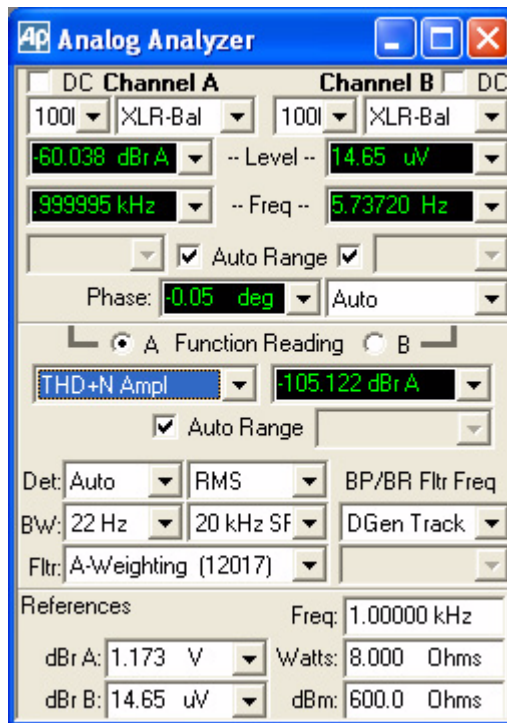 Ap Analog Analyzer
DC Channel A Channel B DC
100l XLR-Bal 100l XLR-Bal
-60.038 dBr A -- Level -- 14.65 uV
.999995 kHz -- Freq -- 5.73720 Hz
Auto Range
Phase: -0.05 deg Auto
A Function Reading B
THD+N Ampl -105.122 dBr A
Auto Range
Det: Auto RMS BP/BR Fltr Freq
BW: 22 Hz 20 kHz SF DGen Track
Fltr: A-Weighting (12017)
References Freq: 1.00000 kHz
dBr A: 1.173 V Watts: 8.000 Ohms
dBr B: 14.65 uV dBm: 600.0 Ohms